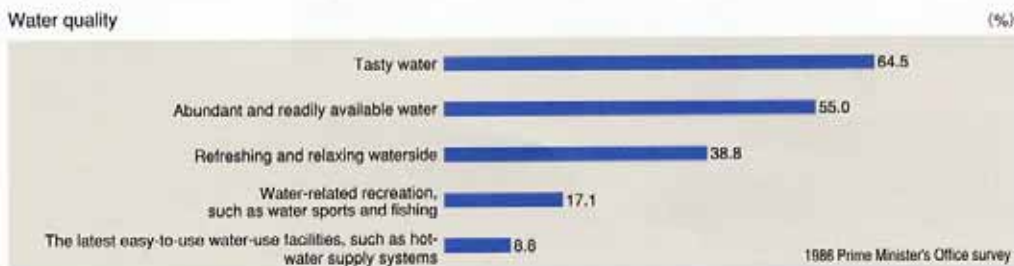 Water quality (%)
Tasty water 64.5
Abundant and readily available water 55.0
Refreshing and relaxing waterside 38.8
Water-related recreation,
such as water sports and fishing 17.1
The latest easy-to-use water-use facilities, such as hot-
water supply systems 8.8
1986 Prime Minister's Office survey